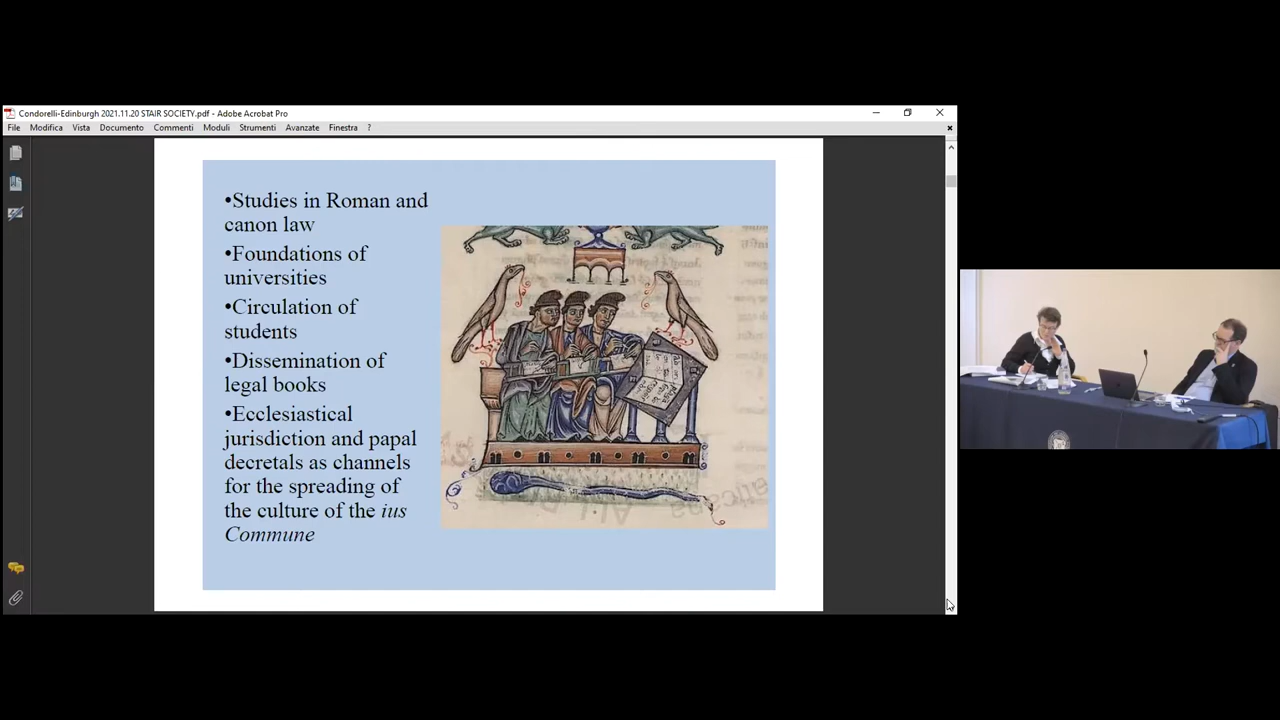 Condorelli-Edinburgh 2021.11.20 STAIR SOCIETY.pdf - Adobe Acrobat Pro
File Modifica Vista Documento Commenti Moduli Strumenti Avanzate Finestra ?
•Studies in Roman and
canon law
•Foundations of
universities
•Circulation of
students
•Dissemination of
legal books
•Ecclesiastical
jurisdiction and papal
decretals as channels
for the spreading of
the culture of the ius
Commune